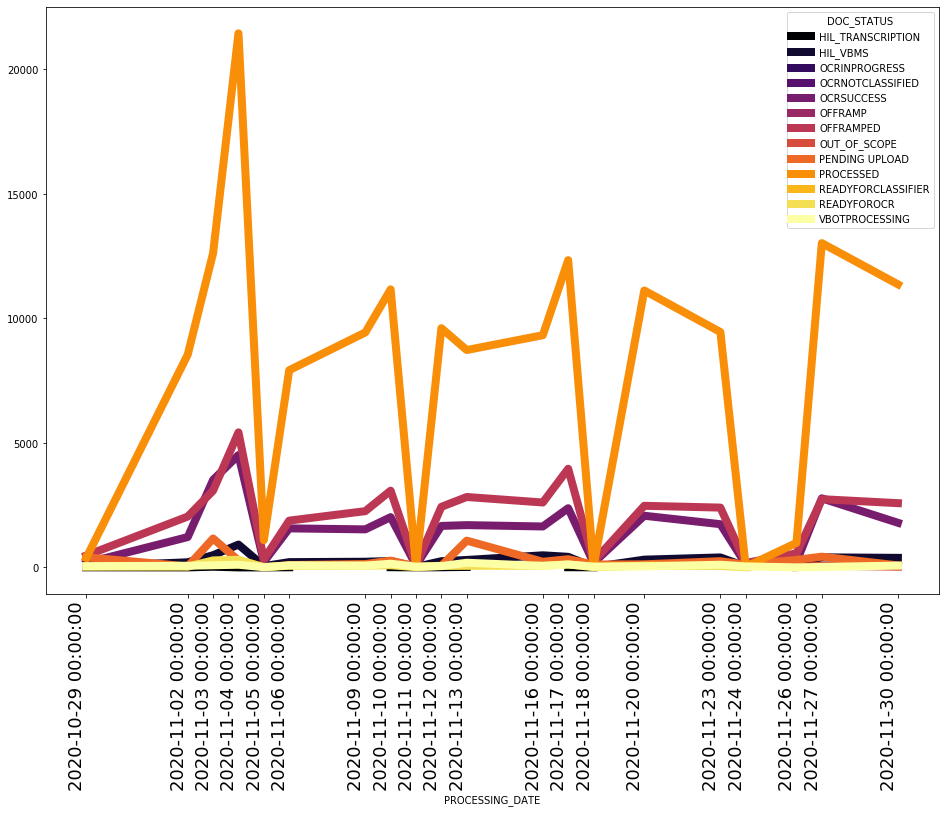 DOC_STATUS
HIL_TRANSCRIPTION
HIL_VBMS
OCRINPROGRESS
OCRNOTCLASSIFIED
OCRSUCCESS
OFFRAMP
OFFRAMPED
OUT_OF_SCOPE
PENDING UPLOAD
PROCESSED
READYFORCLASSIFIER
READYFOROCR
VBOTPROCESSING
20000
15000
10000
5000
0
2020-10-29 00:00:00
2020-11-02 00:00:00
2020-11-03 00:00:00
2020-11-04 00:00:00
2020-11-05 00:00:00
2020-11-06 00:00:00
2020-11-09 00:00:00
2020-11-10 00:00:00
2020-11-11 00:00:00
2020-11-12 00:00:00
2020-11-13 00:00:00
2020-11-16 00:00:00
2020-11-17 00:00:00
2020-11-18 00:00:00
2020-11-20 00:00:00
2020-11-23 00:00:00
2020-11-24 00:00:00
2020-11-26 00:00:00
2020-11-27 00:00:00
2020-11-30 00:00:00
PROCESSING_DATE